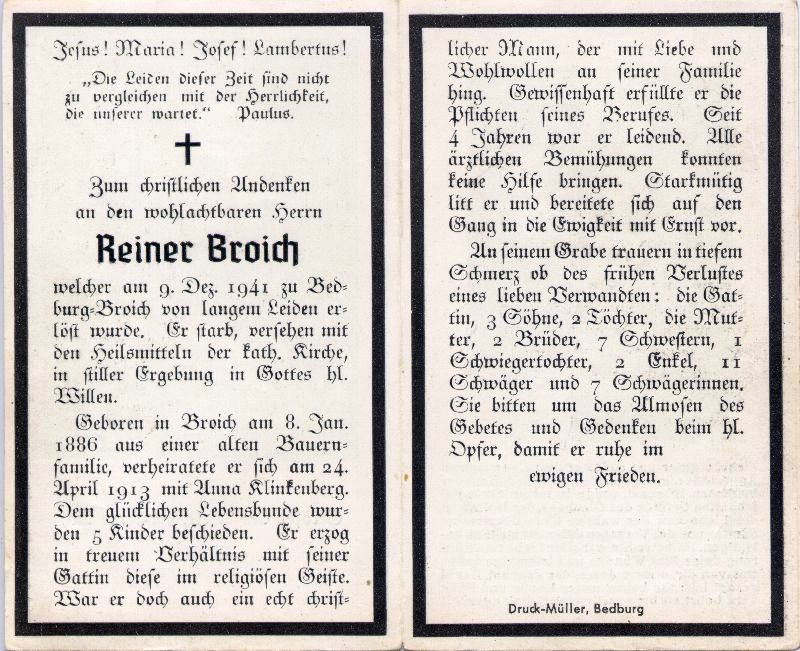 Jesus! Maria! Josef! Lambertus!
„Die Leiden dieser Zeit sind nicht
zu vergleichen mit der Herrlichkeit,
die unserer wartet.“ Paulus.
Zum christlichen Andenken
an den wohlachtbaren Herrn
Reiner Broich
welcher am 9. Dez. 1941 zu Bed-
burg-Broich von langem Leiden er-
löst wurde. Er starb, versehen mit
den Heilsmitteln der kath. Kirche,
in stiller Ergebung in Gottes hl.
Willen.
Geboren in Broich am 8. Jan.
1886 aus einer alten Bauern-
familie, verheiratete er sich am 24.
April 1913 mit Anna Klinkenberg.
Dem glücklichen Lebensbunde wur-
den 5 Kinder beschieden. Er erzog
in treuem Verhältnis mit seiner
Gattin diese im religiösen Geiste.
War er doch auch ein echt christ-
licher Mann, der mit Liebe und
Wohlwollen an seiner Familie
hing. Gewissenhaft erfüllte er die
Pflichten seines Berufes. Seit
4 Jahren war er leidend. Alle
ärztlichen Bemühungen konnten
keine Hilfe bringen. Starkmütig
litt er und bereitete sich auf den
Gang in die Ewigkeit mit Ernst vor.
An seinem Grabe trauern in tiefem
Schmerz ob des frühen Verlustes
eines lieben Verwandten: die Gat-
tin, 3 Söhne, 2 Töchter, die Mut-
ter, 2 Brüder, 7 Schwestern, 1
Schwiegertochter, 2 Enkel, 11
Schwäger und 7 Schwägerinnen.
Sie bitten um das Almosen des
Gebetes und Gedenken beim hl.
Opfer, damit er ruhe im
ewigen Frieden.
Druck-Müller, Bedburg